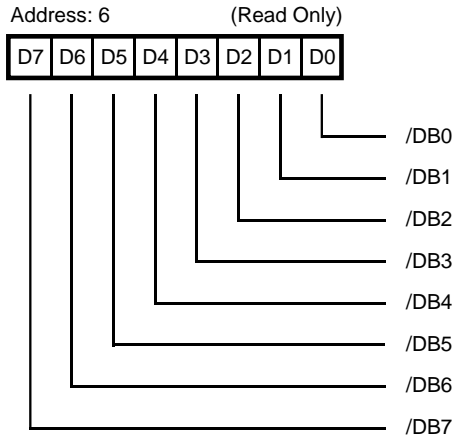 Address: 6 (Read Only)
D7 D6 D5 D4 D3 D2 D1 D0
/DB0
/DB1
/DB2
/DB3
/DB4
/DB5
/DB6
/DB7